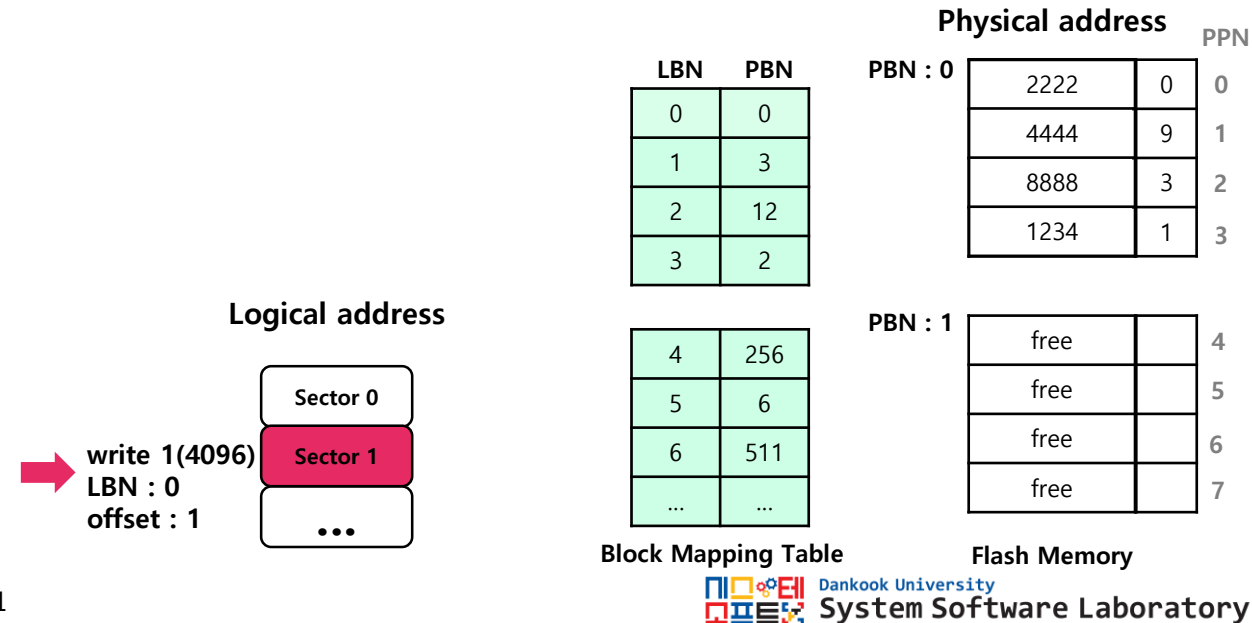 Physical address
PPN
LBN PBN
0 0
1 3
2 12
3 2
4 256
5 6
6 511
... ...
Block Mapping Table
PBN : 0
2222 0 0
4444 9 1
8888 3 2
1234 1 3
PBN : 1
free 4
free 5
free 6
free 7
Flash Memory
Logical address
Sector 0
Sector 1
...
write 1(4096)
LBN : 0
offset : 1
1
Dankook University
System Software Laboratory